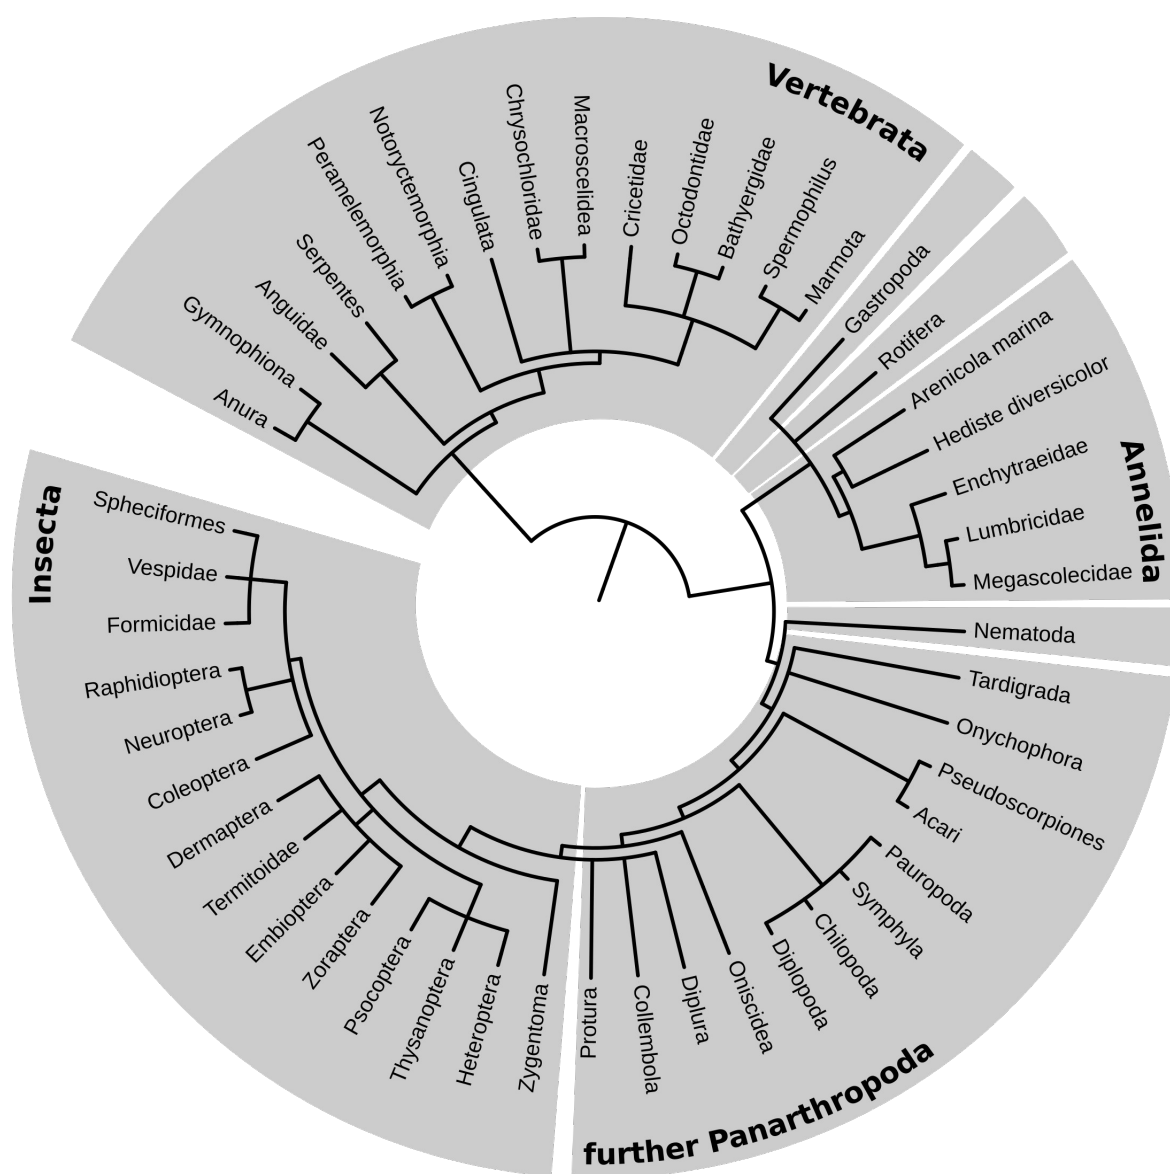 Vertebrata
Anura
Gymnophiona
Anguidae
Serpentes
Peramelemorphia
Notoryctemorphia
Cingulata
Chrysochloridae
Macroscelidea
Cricetidae
Octodontidae
Bathyergidae
Spermophilus
Marmota
Gastropoda
Rotifera
Annelida
Arenicola marina
Hediste diversicolor
Enchytraeidae
Lumbricidae
Megascolecidae
Nematoda
further Panarthropoda
Tardigrada
Onychophora
Pseudoscorpiones
Acari
Pauropoda
Symphyla
Chilopoda
Diplopoda
Oniscidea
Diplura
Collembola
Protura
Insecta
Zygentoma
Heteroptera
Thysanoptera
Psocoptera
Zoraptera
Embioptera
Termitoidae
Dermaptera
Coleoptera
Neuroptera
Raphidioptera
Formicidae
Vespidae
Spheciformes